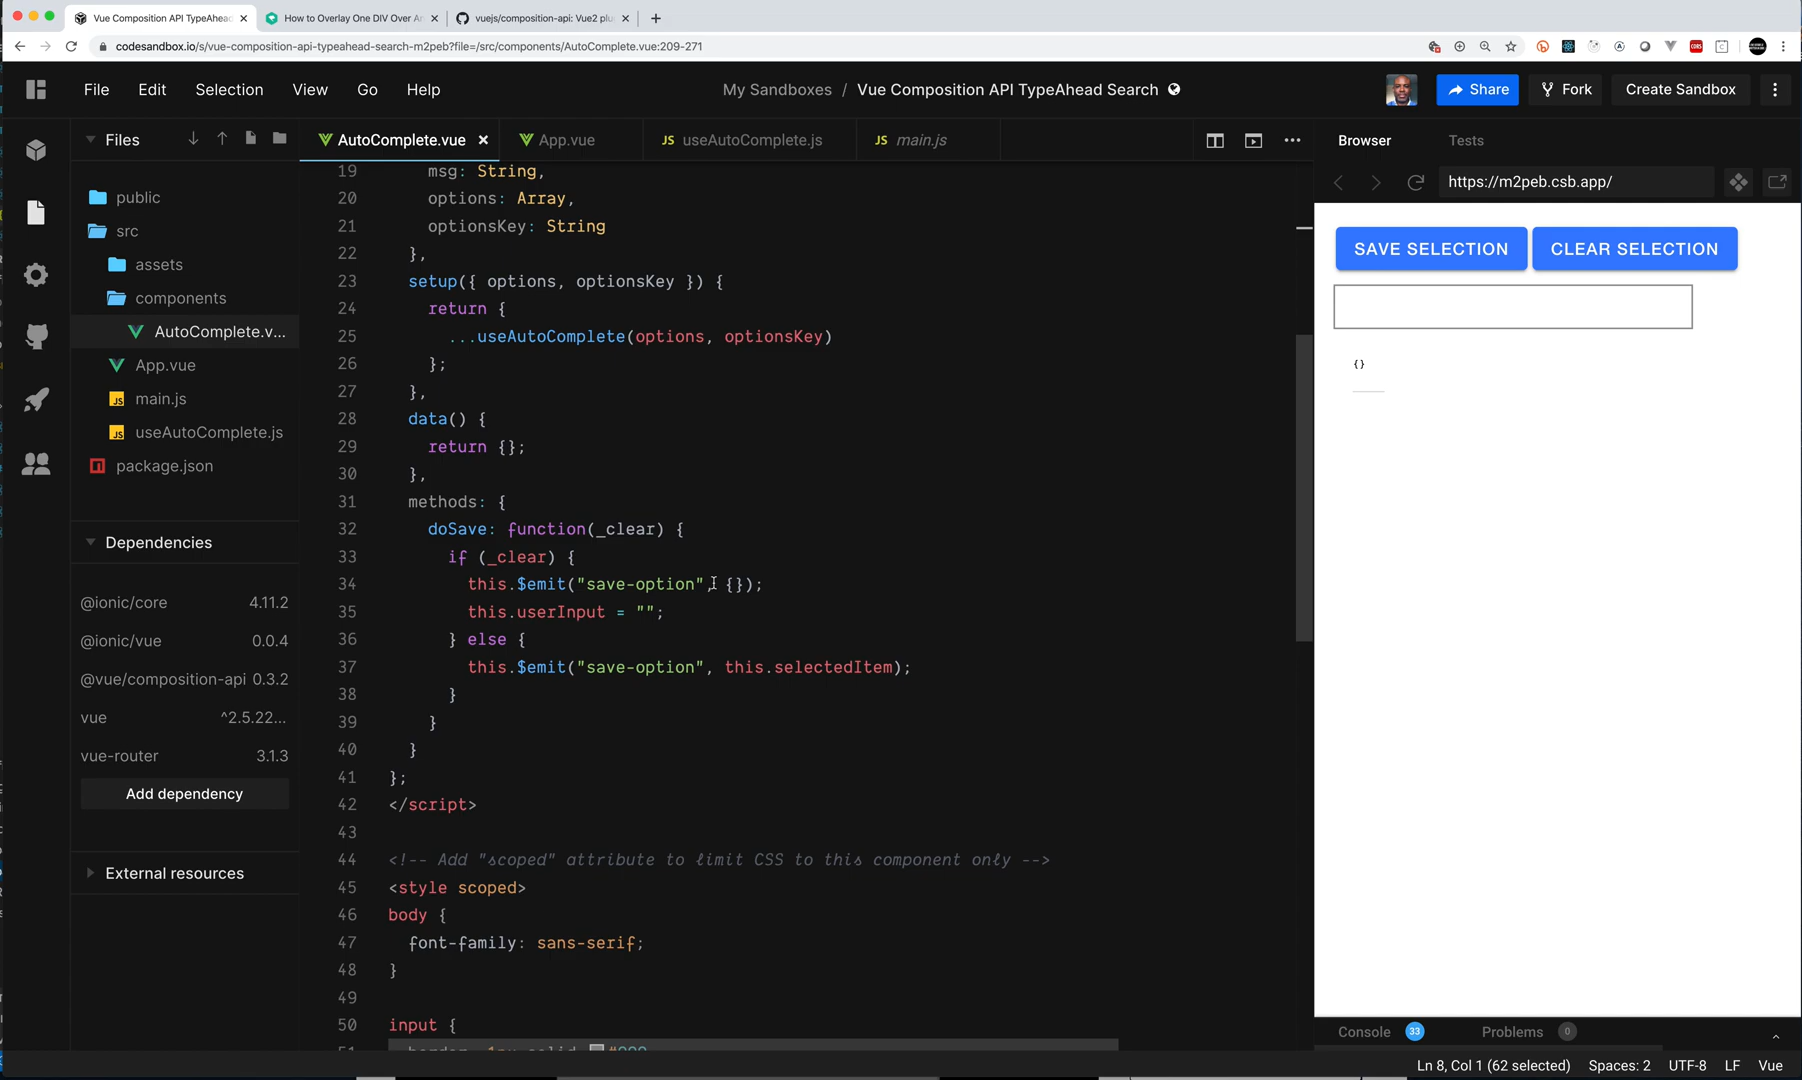 Vue Composition API TypeAhead
How to Overlay One DIV Over An
vuejs/composition-api: Vue2 plu
codesandbox.io/s/vue-composition-api-typeahead-search-m2peb?file=/src/components/AutoComplete.vue:209-271
File Edit Selection View Go Help
My Sandboxes / Vue Composition API TypeAhead Search
Share Fork Create Sandbox
Files
AutoComplete.vue App.vue JS useAutoComplete.js JS main.js
Browser Tests
https://m2peb.csb.app/
public
src
assets
components
AutoComplete.v...
App.vue
JS main.js
JS useAutoComplete.js
package.json
Dependencies
@ionic/core 4.11.2
@ionic/vue 0.0.4
@vue/composition-api 0.3.2
vue ^2.5.22...
vue-router 3.1.3
Add dependency
External resources
19 msg: String,
20 options: Array,
21 optionsKey: String
22 },
23 setup({ options, optionsKey }) {
24 return {
25 ...useAutoComplete(options, optionsKey)
26 };
27 },
28 data() {
29 return {};
30 },
31 methods: {
32 doSave: function(_clear) {
33 if (_clear) {
34 this.$emit("save-option", {});
35 this.userInput = "";
36 } else {
37 this.$emit("save-option", this.selectedItem);
38 }
39 }
40 }
41 };
42 </script>
43
44 <!-- Add "scoped" attribute to limit CSS to this component only -->
45 <style scoped>
46 body {
47 font-family: sans-serif;
48 }
49
50 input {
SAVE SELECTION CLEAR SELECTION
{}
Console 33 Problems 0
Ln 8, Col 1 (62 selected) Spaces: 2 UTF-8 LF Vue